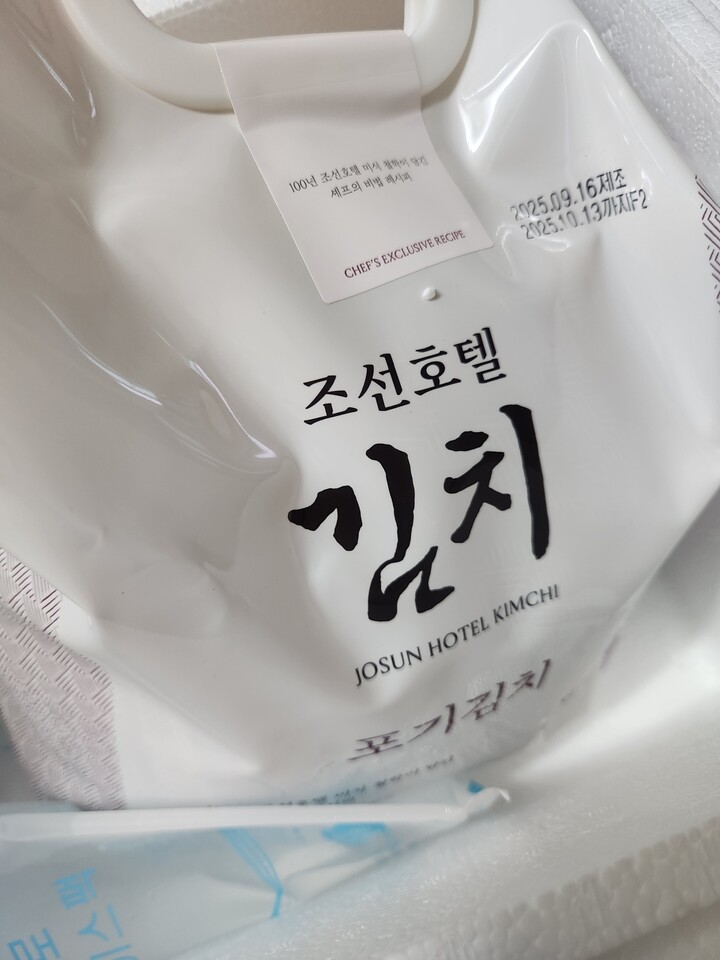 100년 조선호텔 미식 철학이 담긴
셰프의 비법 레시피
CHEF'S EXCLUSIVE RECIPE
2025.09.16제조
2025.10.13까지F2
조선호텔
김치
JOSUN HOTEL KIMCHI
포기김치